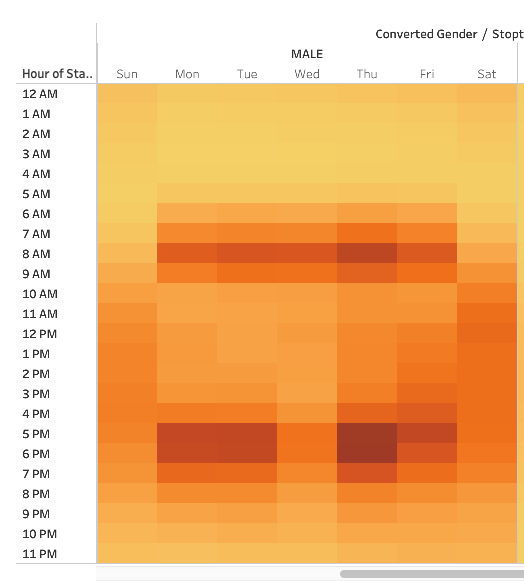 Converted Gender / Stopt
MALE
Hour of Sta.. Sun Mon Tue Wed Thu Fri Sat
12 AM
1 AM
2 AM
3 AM
4 AM
5 AM
6 AM
7 AM
8 AM
9 AM
10 AM
11 AM
12 PM
1 PM
2 PM
3 PM
4 PM
5 PM
6 PM
7 PM
8 PM
9 PM
10 PM
11 PM